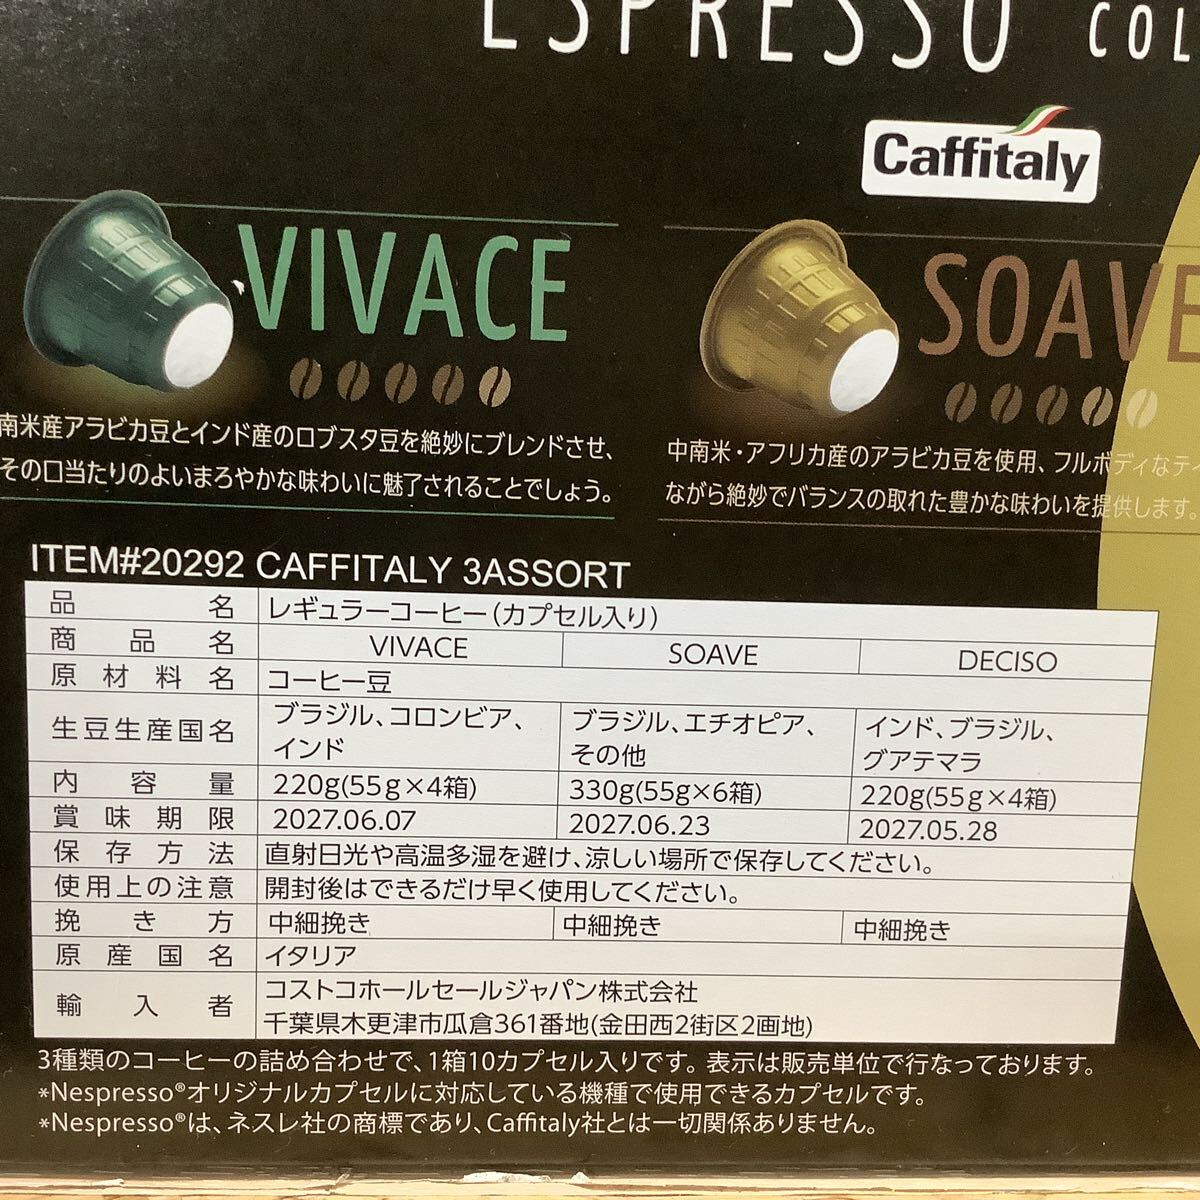 ESPRESSO COL
Caffitaly
VIVACE
SOAVE
南米産アラビカ豆とインド産のロブスタ豆を絶妙にブレンドさせ、
その口当たりのよいまろやかな味わいに魅了されることでしょう。
中南米・アフリカ産のアラビカ豆を使用、フルボディなテ
ながら絶妙でバランスの取れた豊かな味わいを提供します。
ITEM#20292 CAFFITALY 3ASSORT
品名 レギュラーコーヒー(カプセル入り)
商品名 VIVACE SOAVE DECISO
原材料名 コーヒー豆
生豆生産国名 ブラジル、コロンビア、インド ブラジル、エチオピア、その他 インド、ブラジル、グアテマラ
内容量 220g(55g×4箱) 330g(55g×6箱) 220g(55g×4箱)
賞味期限 2027.06.07 2027.06.23 2027.05.28
保存方法 直射日光や高温多湿を避け、涼しい場所で保存してください。
使用上の注意 開封後はできるだけ早く使用してください。
挽き方 中細挽き 中細挽き 中細挽き
原産国名 イタリア
輸入者 コストコホールセールジャパン株式会社
千葉県木更津市瓜倉361番地(金田西2街区2画地)
3種類のコーヒーの詰め合わせで、1箱10カプセル入りです。表示は販売単位で行なっております。
*Nespresso®オリジナルカプセルに対応している機種で使用できるカプセルです。
*Nespresso®は、ネスレ社の商標であり、Caffitaly社とは一切関係ありません。